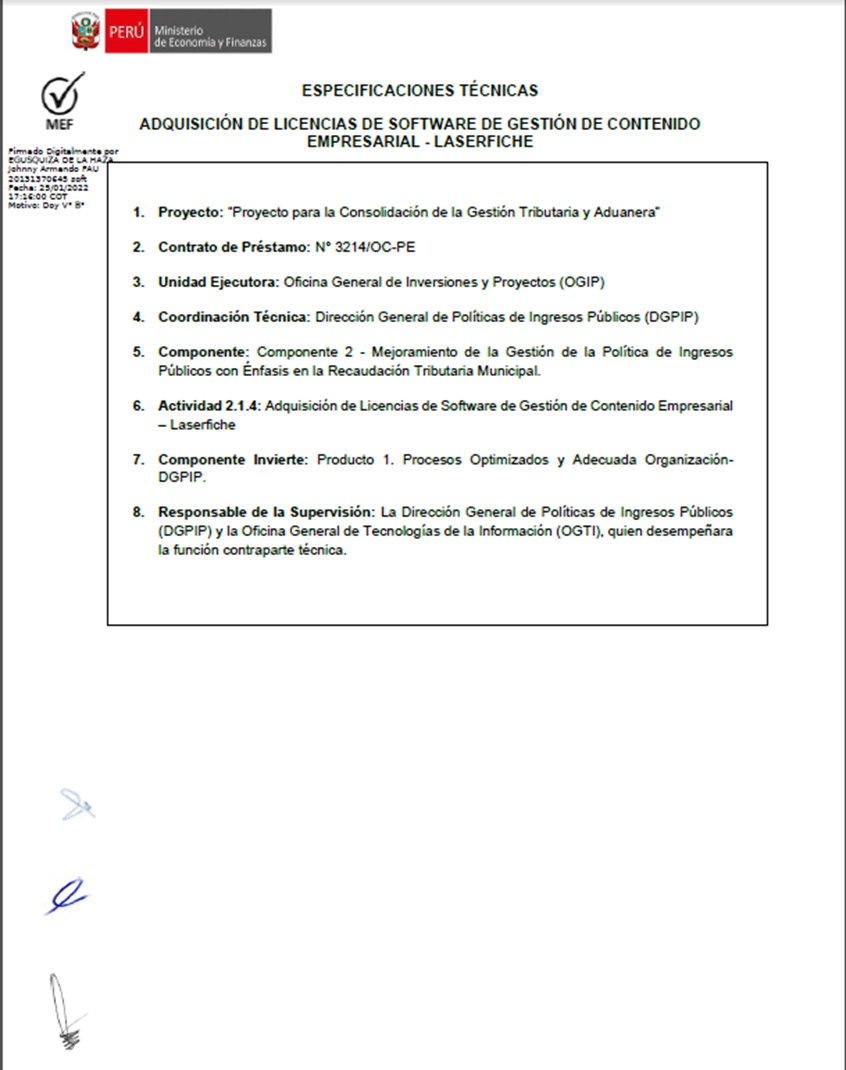 PERÚ
Ministerio
de Economía y Finanzas
MEF
Firmado Digitalmente por
EGUSQUIZA DE LA HAZA
Johnny Armando FAU
20131370645 soft
Fecha: 25/01/2022
17:16:00 COT
Motivo: Doy V° B°
ESPECIFICACIONES TÉCNICAS
ADQUISICIÓN DE LICENCIAS DE SOFTWARE DE GESTIÓN DE CONTENIDO
EMPRESARIAL - LASERFICHE
1. Proyecto: "Proyecto para la Consolidación de la Gestión Tributaria y Aduanera"
2. Contrato de Préstamo: N° 3214/OC-PE
3. Unidad Ejecutora: Oficina General de Inversiones y Proyectos (OGIP)
4. Coordinación Técnica: Dirección General de Políticas de Ingresos Públicos (DGPIP)
5. Componente: Componente 2 - Mejoramiento de la Gestión de la Política de Ingresos
Públicos con Énfasis en la Recaudación Tributaria Municipal.
6. Actividad 2.1.4: Adquisición de Licencias de Software de Gestión de Contenido Empresarial
– Laserfiche
7. Componente Invierte: Producto 1. Procesos Optimizados y Adecuada Organización-
DGPIP.
8. Responsable de la Supervisión: La Dirección General de Políticas de Ingresos Públicos
(DGPIP) y la Oficina General de Tecnologías de la Información (OGTI), quien desempeñara
la función contraparte técnica.